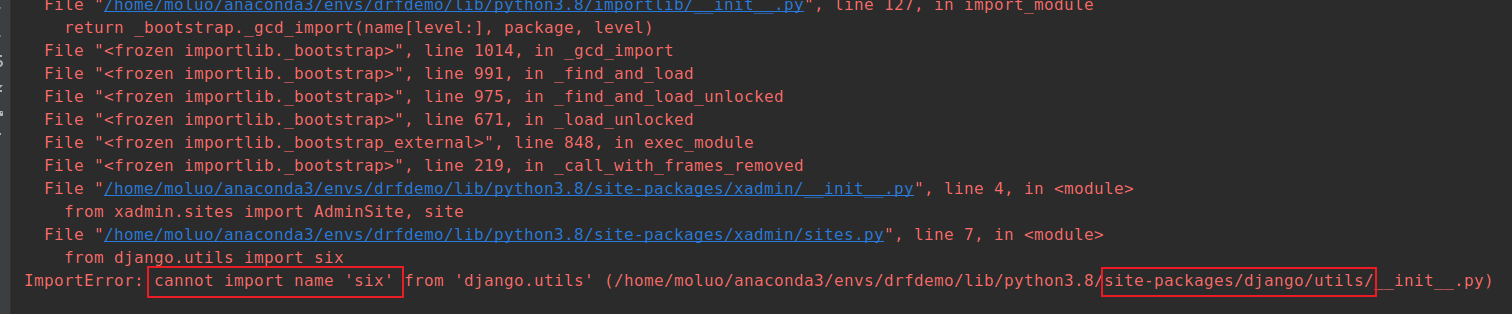 File "/home/moluo/anaconda3/envs/drfdemo/lib/python3.8/importlib/__init__.py", line 127, in import_module
return _bootstrap._gcd_import(name[level:], package, level)
File "<frozen importlib._bootstrap>", line 1014, in _gcd_import
File "<frozen importlib._bootstrap>", line 991, in _find_and_load
File "<frozen importlib._bootstrap>", line 975, in _find_and_load_unlocked
File "<frozen importlib._bootstrap>", line 671, in _load_unlocked
File "<frozen importlib._bootstrap_external>", line 848, in exec_module
File "<frozen importlib._bootstrap>", line 219, in _call_with_frames_removed
File "/home/moluo/anaconda3/envs/drfdemo/lib/python3.8/site-packages/xadmin/__init__.py", line 4, in <module>
from xadmin.sites import AdminSite, site
File "/home/moluo/anaconda3/envs/drfdemo/lib/python3.8/site-packages/xadmin/sites.py", line 7, in <module>
from django.utils import six
ImportError: cannot import name 'six' from 'django.utils' (/home/moluo/anaconda3/envs/drfdemo/lib/python3.8/site-packages/django/utils/__init__.py)